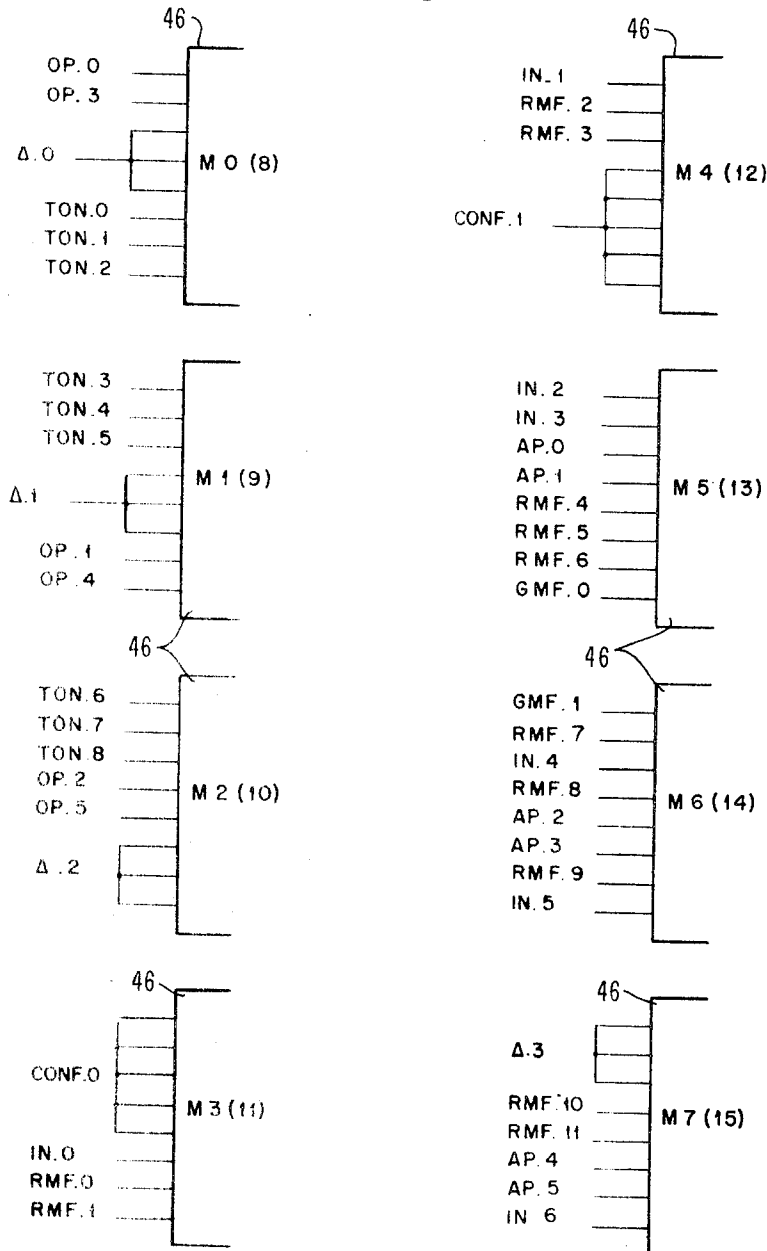 46
OP.0
OP.3
Δ.0
M 0 (8)
TON.0
TON.1
TON.2
TON.3
TON.4
TON.5
M 1 (9)
Δ.1
OP.1
OP.4
46
TON.6
TON.7
TON.8
OP.2
OP.5
M 2 (10)
Δ.2
46
CONF.0
M 3 (11)
IN.0
RMF.0
RMF.1
46
IN_1
RMF.2
RMF.3
M 4 (12)
CONF.1
IN.2
IN.3
AP.0
AP.1
M 5 (13)
RMF.4
RMF.5
RMF.6
GMF.0
46
GMF.1
RMF.7
IN.4
RMF.8
M 6 (14)
AP.2
AP.3
RMF.9
IN.5
46
Δ.3
RMF.10
M 7 (15)
RMF.11
AP.4
AP.5
IN 6